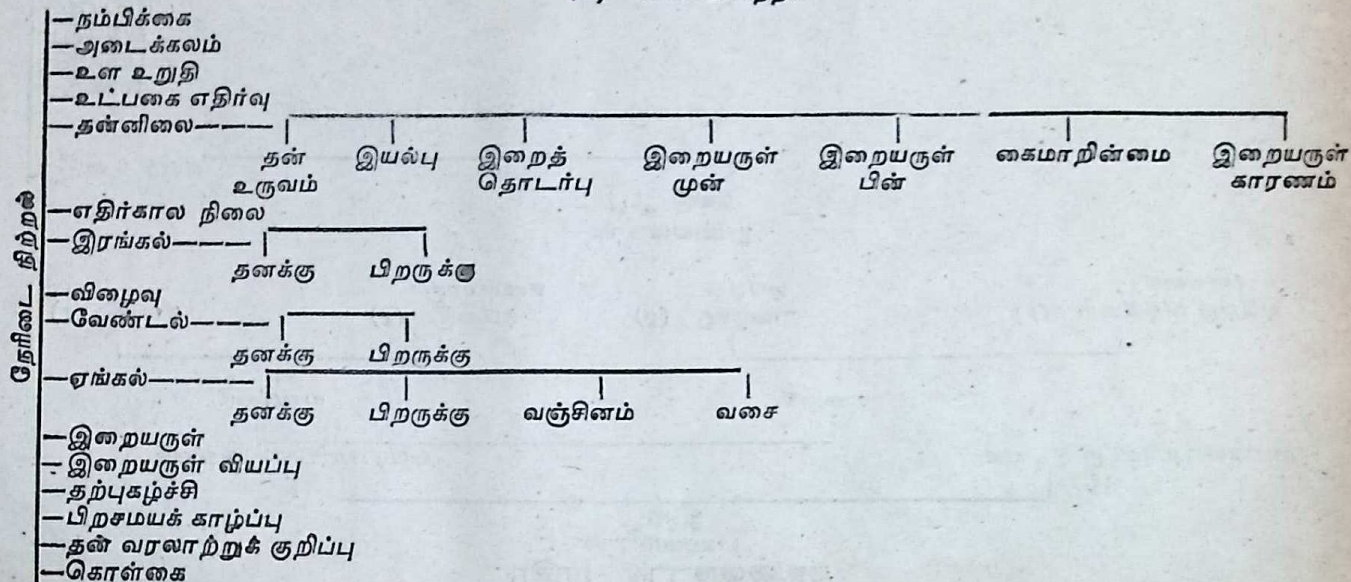 நம்பிக்கை
அடைக்கலம்
உள உறுதி
உட்பகை எதிர்வு
தன்னிலை
தன் உருவம் இயல்பு இறைத் தொடர்பு இறையருள் முன் இறையருள் பின் கைமாறின்மை இறையருள் காரணம்
நேரிடை நிற்றல்
எதிர்கால நிலை
இரங்கல்
தனக்கு பிறருக்கு
விழைவு
வேண்டல்
தனக்கு பிறருக்கு
ஏங்கல்
தனக்கு பிறருக்கு வஞ்சினம் வசை
இறையருள்
இறையருள் வியப்பு
தற்புகழ்ச்சி
பிறசமயக் காழ்ப்பு
தன் வரலாற்றுக் குறிப்பு
கொள்கை